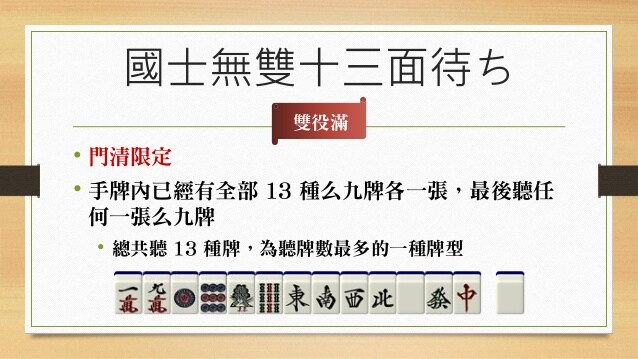 國士無雙十三面待ち
雙役滿
• 門清限定
• 手牌內已經有全部 13 種么九牌各一張，最後聽任
何一張么九牌
• 總共聽 13 種牌，為聽牌數最多的一種牌型
一萬 九萬 東 南 西 北 發 中